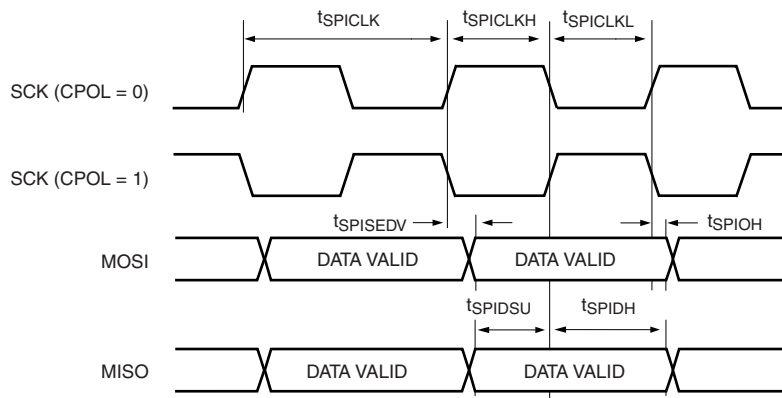 tSPICLK tSPICLKH tSPICLKL
SCK (CPOL = 0)
SCK (CPOL = 1)
tSPISEDV tSPIOH
MOSI DATA VALID DATA VALID
tSPIDSU tSPIDH
MISO DATA VALID DATA VALID